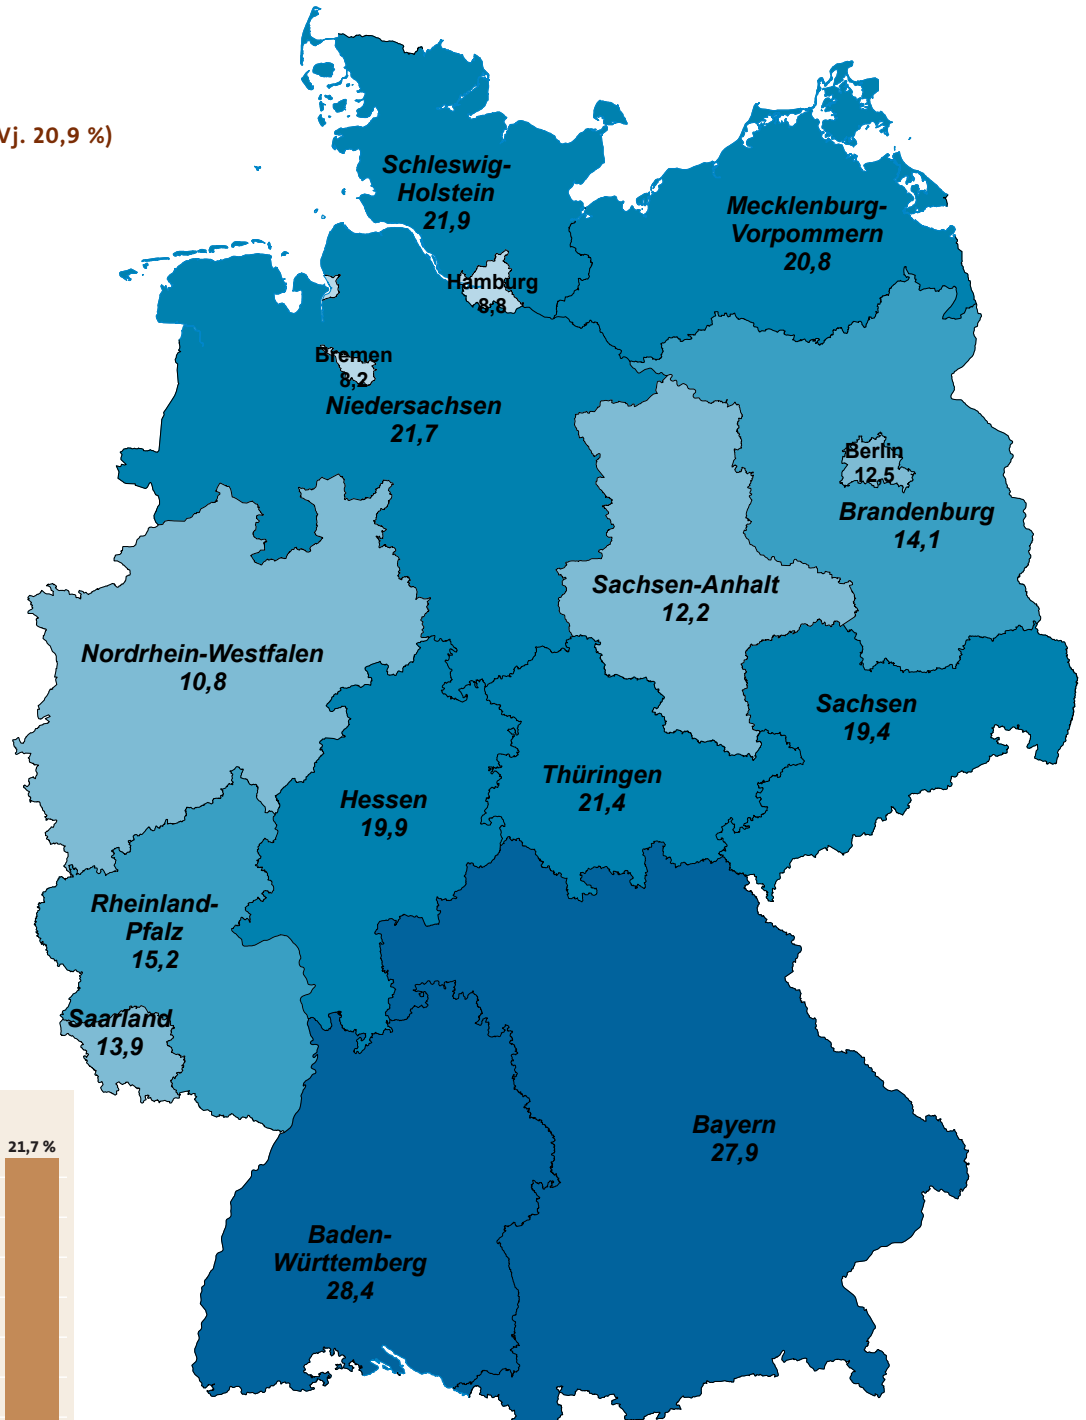 Vj. 20,9 %)
Schleswig-
Holstein
21,9
Mecklenburg-
Vorpommern
20,8
Hamburg
8,8
Bremen
8,2
Niedersachsen
21,7
Berlin
12,5
Brandenburg
14,1
Sachsen-Anhalt
12,2
Nordrhein-Westfalen
10,8
Sachsen
19,4
Thüringen
21,4
Hessen
19,9
Rheinland-
Pfalz
15,2
Saarland
13,9
Bayern
27,9
21,7 %
Baden-
Württemberg
28,4